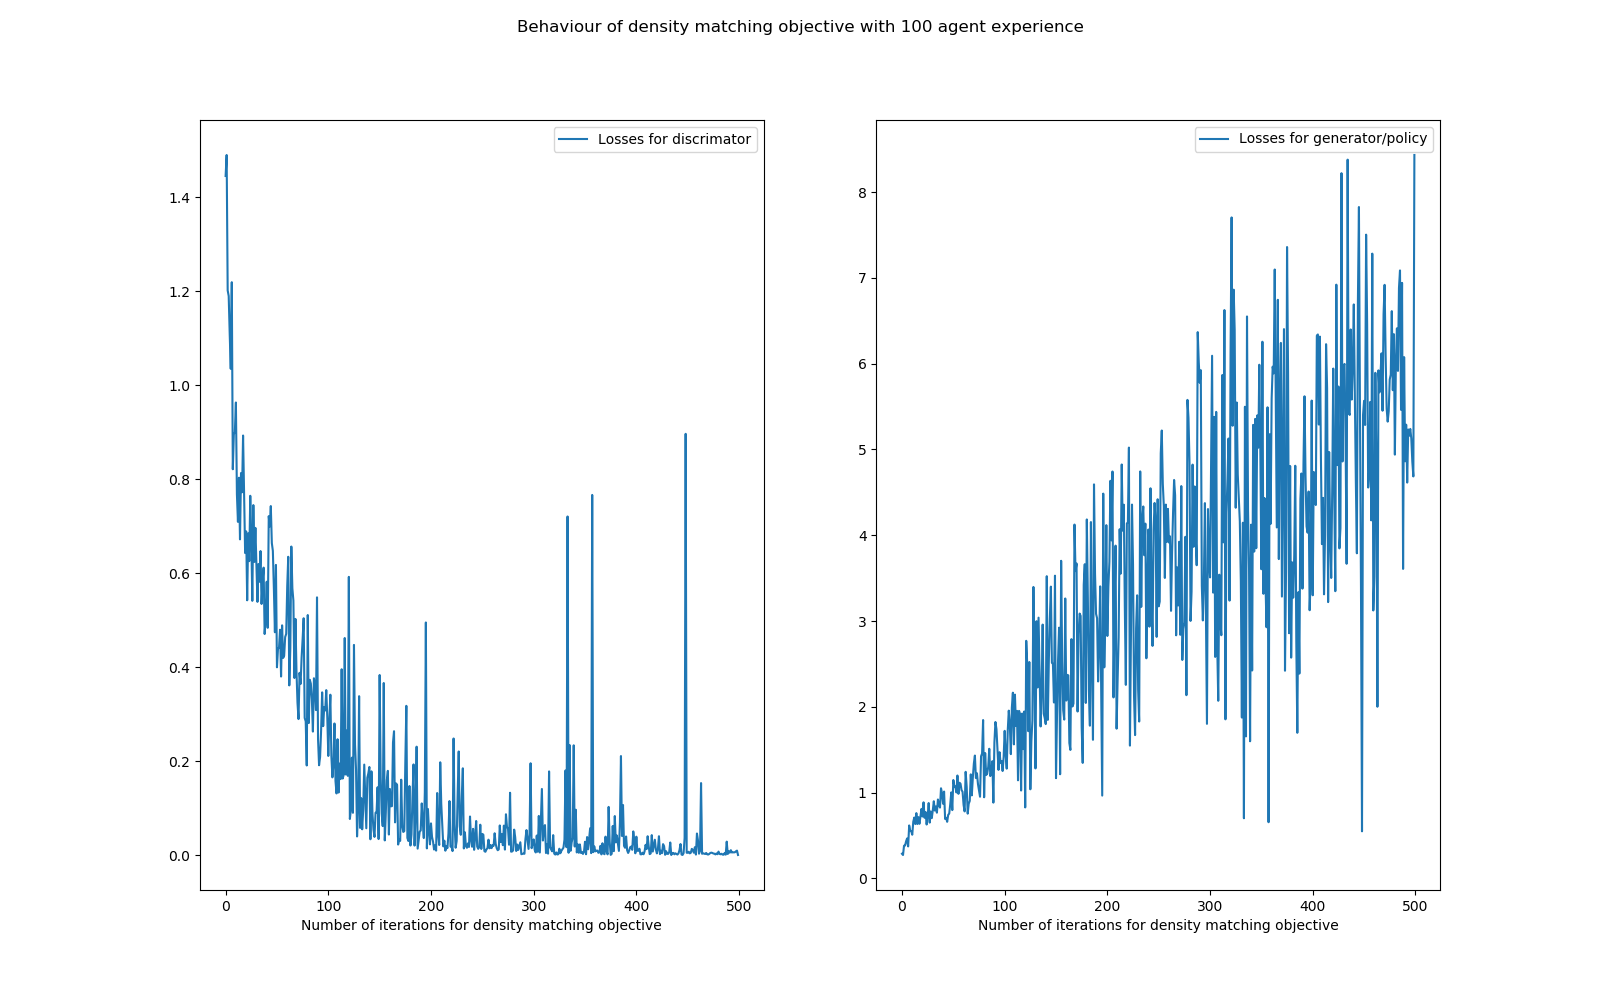 Behaviour of density matching objective with 100 agent experience
Losses for discrimator
1.4
1.2
1.0
0.8
0.6
0.4
0.2
0.0
0 100 200 300 400 500
Number of iterations for density matching objective
Losses for generator/policy
8
7
6
5
4
3
2
1
0
0 100 200 300 400 500
Number of iterations for density matching objective